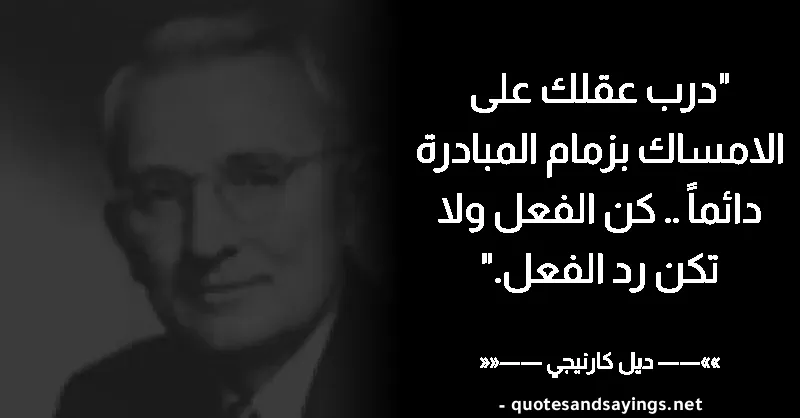 "درب عقلك على
الامساك بزمام المبادرة
دائماً .. كن الفعل ولا
تكن رد الفعل."
»»—— ديل كارنيجي ——««
- quotesandsayings.net